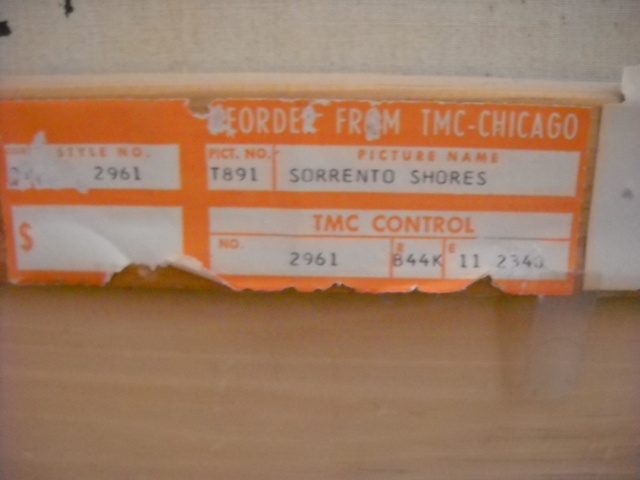 REORDER FROM TMC-CHICAGO
STYLE NO. PICT. NO. PICTURE NAME
2961 T891 SORRENTO SHORES
$ TMC CONTROL
NO. 2961 R B44K E 11